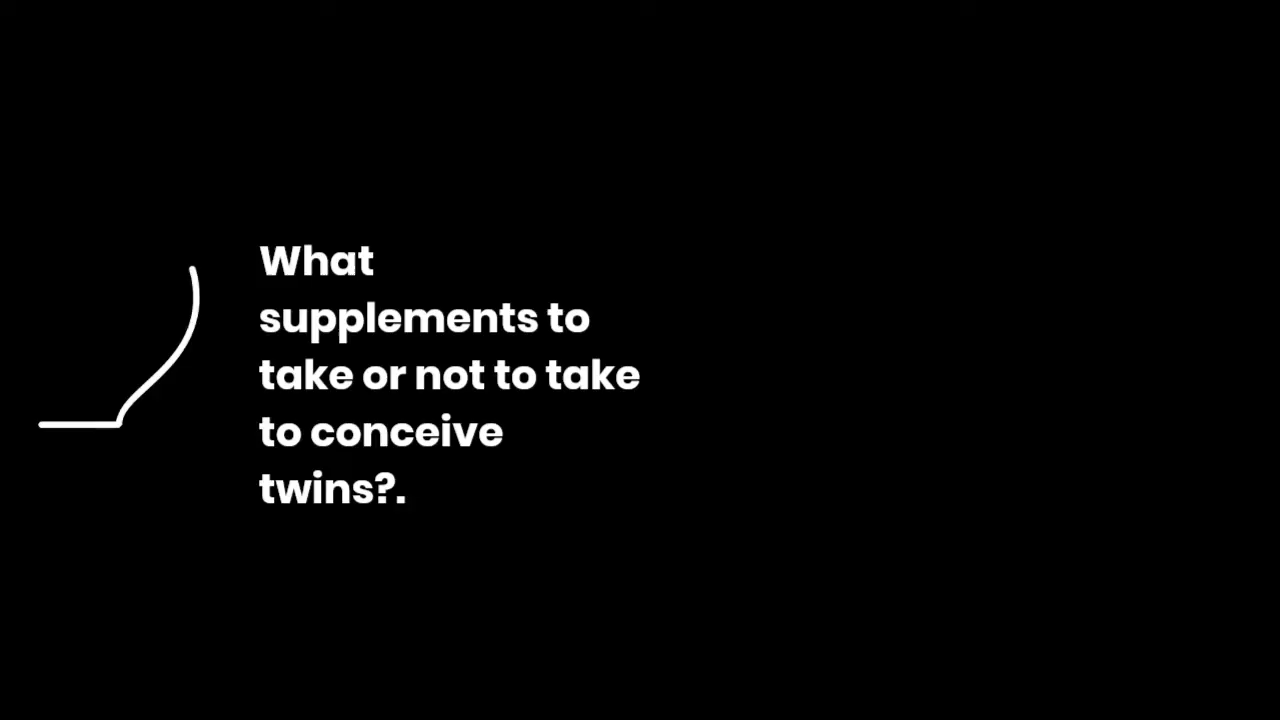 What
supplements to
take or not to take
to conceive
twins?.